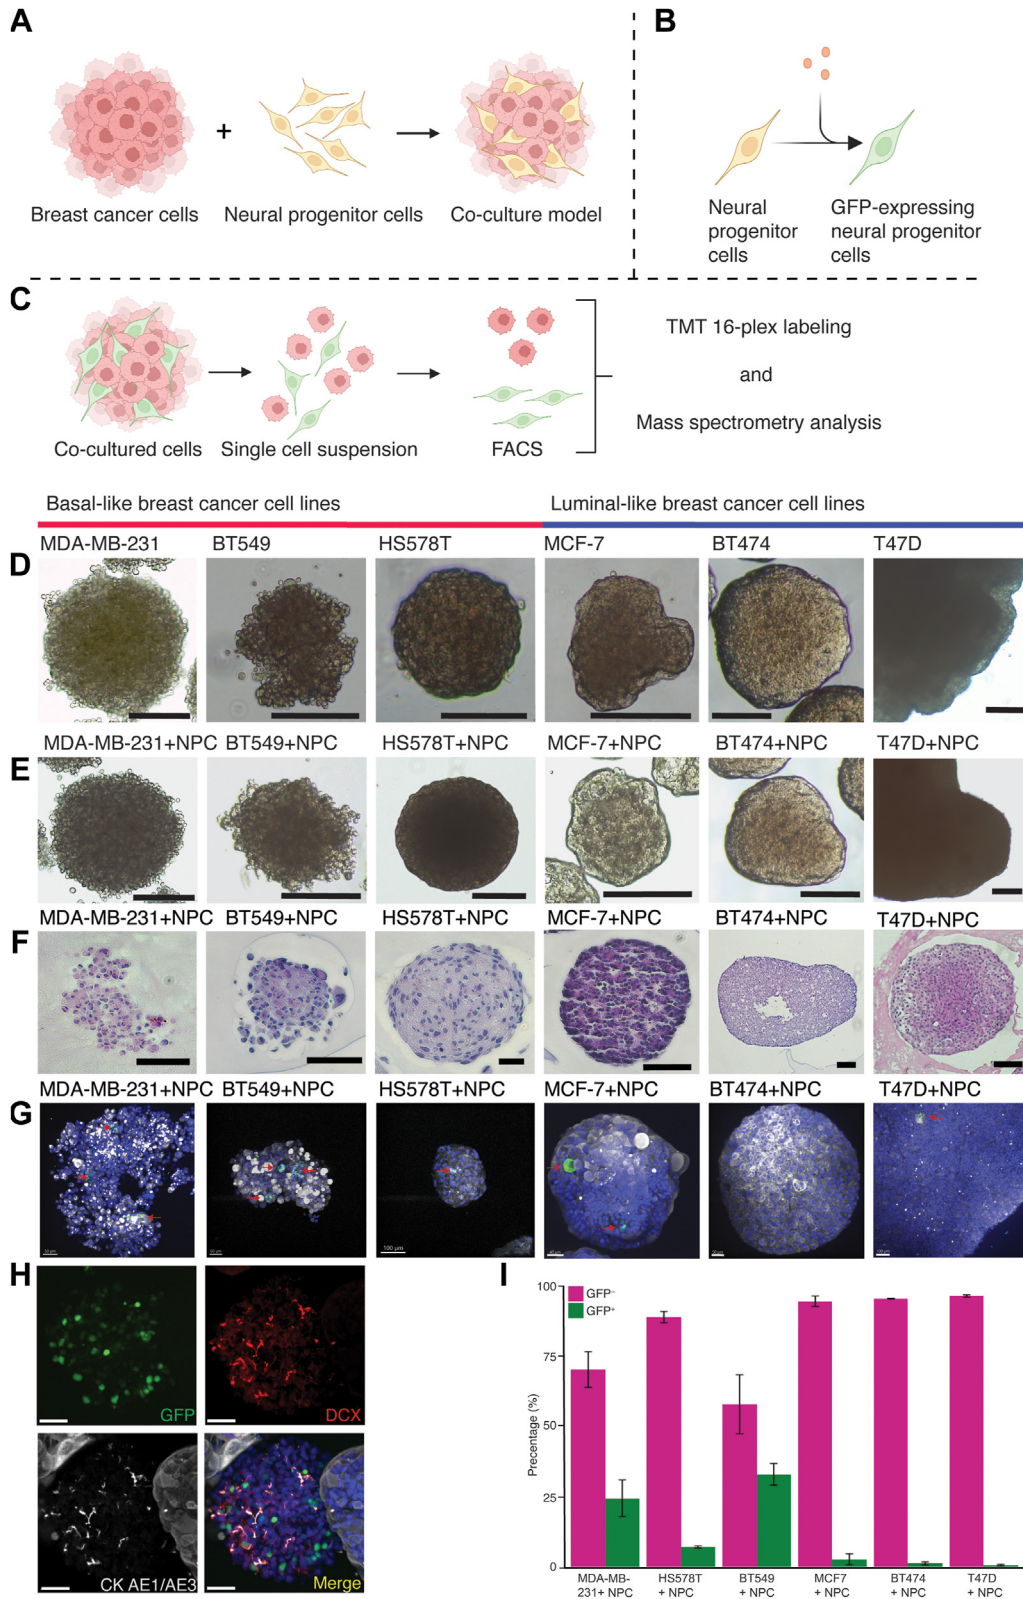 A
B
Breast cancer cells
+
Neural progenitor cells
Co-culture model
Neural
progenitor
cells
GFP-expressing
neural progenitor
cells
C
Co-cultured cells
Single cell suspension
FACS
TMT 16-plex labeling
and
Mass spectrometry analysis
Basal-like breast cancer cell lines
Luminal-like breast cancer cell lines
D
MDA-MB-231
BT549
HS578T
MCF-7
BT474
T47D
E
MDA-MB-231+NPC
BT549+NPC
HS578T+NPC
MCF-7+NPC
BT474+NPC
T47D+NPC
F
MDA-MB-231+NPC
BT549+NPC
HS578T+NPC
MCF-7+NPC
BT474+NPC
T47D+NPC
G
MDA-MB-231+NPC
BT549+NPC
HS578T+NPC
MCF-7+NPC
BT474+NPC
T47D+NPC
100 μm
H
GFP
DCX
CK AE1/AE3
Merge
I
GFP⁻
GFP⁺
Precentage (%)
100
75
50
25
0
MDA-MB-
231+ NPC
HS578T
+ NPC
BT549
+ NPC
MCF7
+ NPC
BT474
+ NPC
T47D
+ NPC